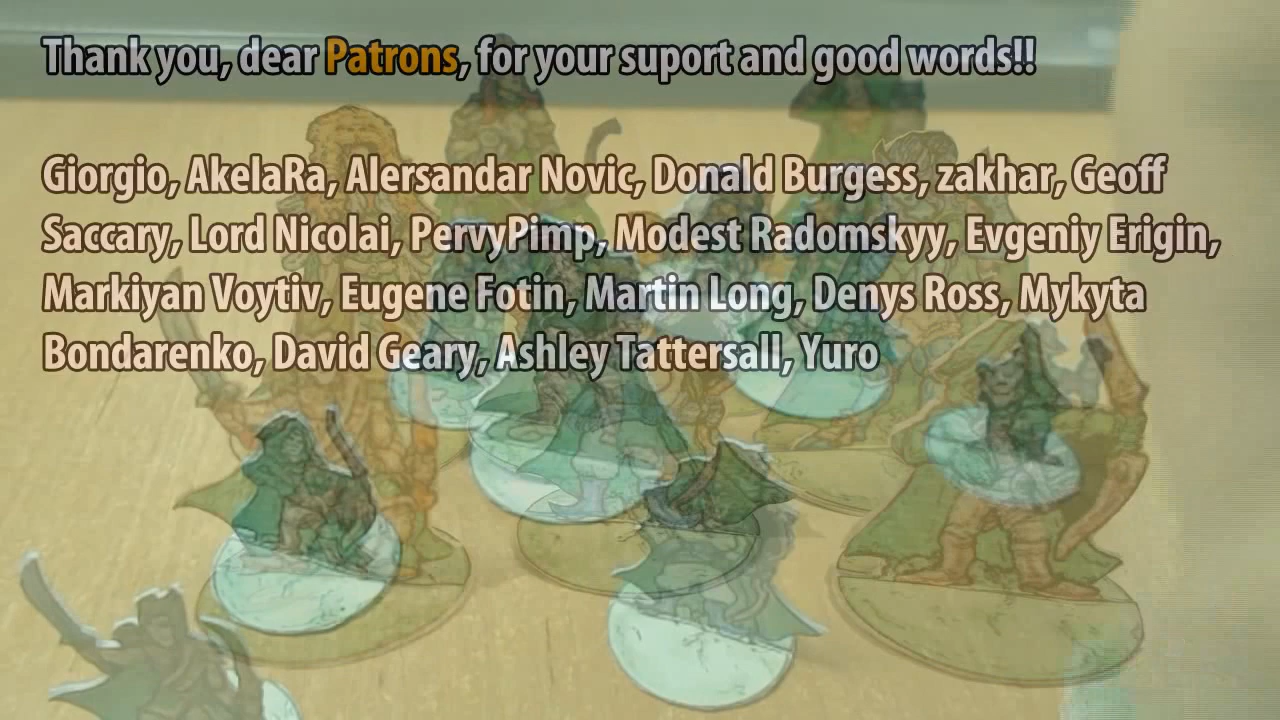 Thank you, dear Patrons, for your suport and good words!!
Giorgio, AkelaRa, Alersandar Novic, Donald Burgess, zakhar, Geoff
Saccary, Lord Nicolai, PervyPimp, Modest Radomskyy, Evgeniy Erigin,
Markiyan Voytiv, Eugene Fotin, Martin Long, Denys Ross, Mykyta
Bondarenko, David Geary, Ashley Tattersall, Yuro